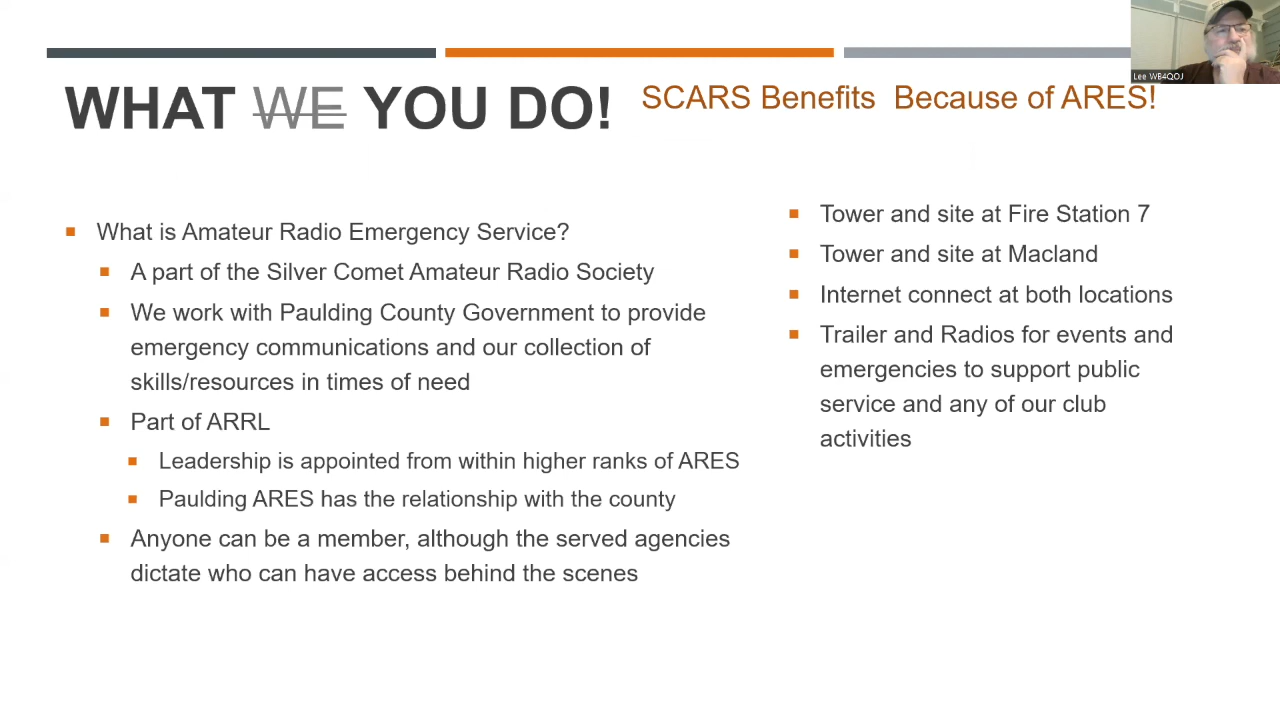 WHAT WE YOU DO!
SCARS Benefits Because of ARES!
Lee WB4QOJ
What is Amateur Radio Emergency Service?
A part of the Silver Comet Amateur Radio Society
We work with Paulding County Government to provide
emergency communications and our collection of
skills/resources in times of need
Part of ARRL
Leadership is appointed from within higher ranks of ARES
Paulding ARES has the relationship with the county
Anyone can be a member, although the served agencies
dictate who can have access behind the scenes
Tower and site at Fire Station 7
Tower and site at Macland
Internet connect at both locations
Trailer and Radios for events and
emergencies to support public
service and any of our club
activities